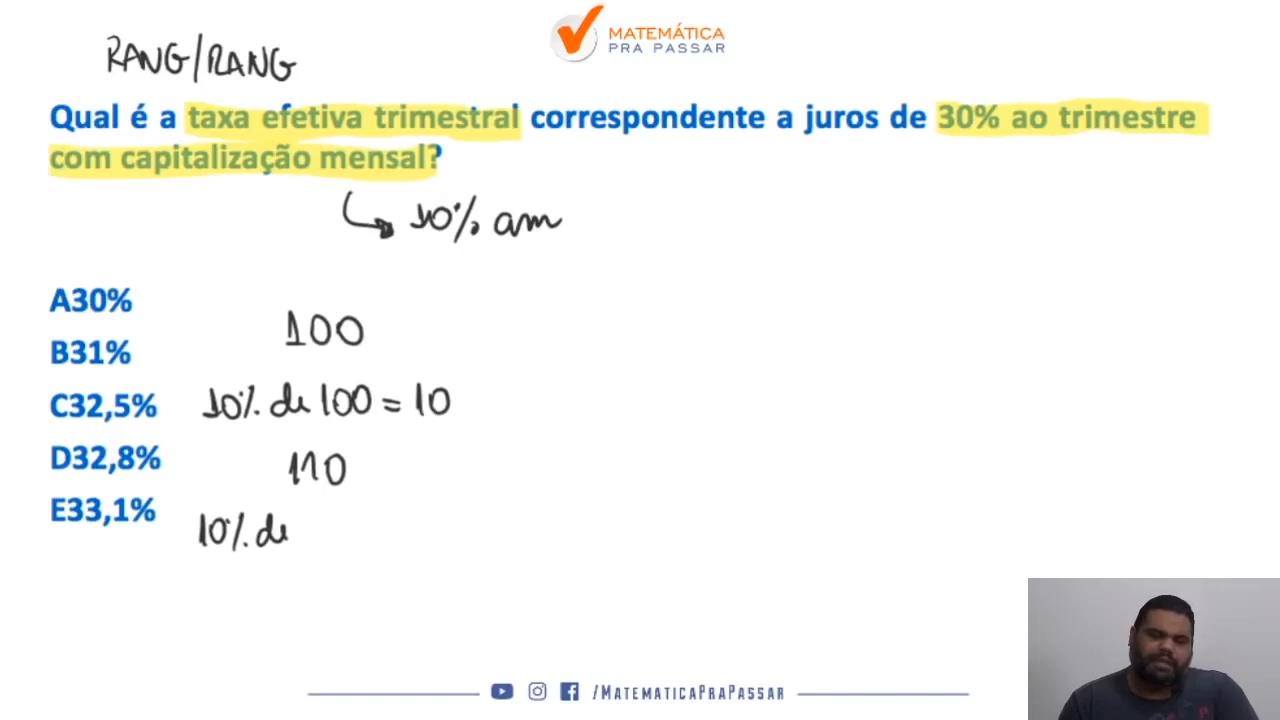 MATEMÁTICA
PRA PASSAR
RANG/RANG
Qual é a taxa efetiva trimestral correspondente a juros de 30% ao trimestre
com capitalização mensal?
10% am
A30%
B31%
C32,5%
D32,8%
E33,1%
100
10% de 100 = 10
110
10% de
/MATEMATICAPRAPASSAR